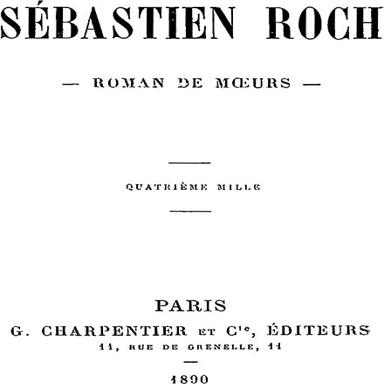 SÉBASTIEN ROCH
— ROMAN DE MŒURS —
QUATRIÈME MILLE
PARIS
G. CHARPENTIER ET Cie, ÉDITEURS
11, RUE DE GRENELLE, 11
1890